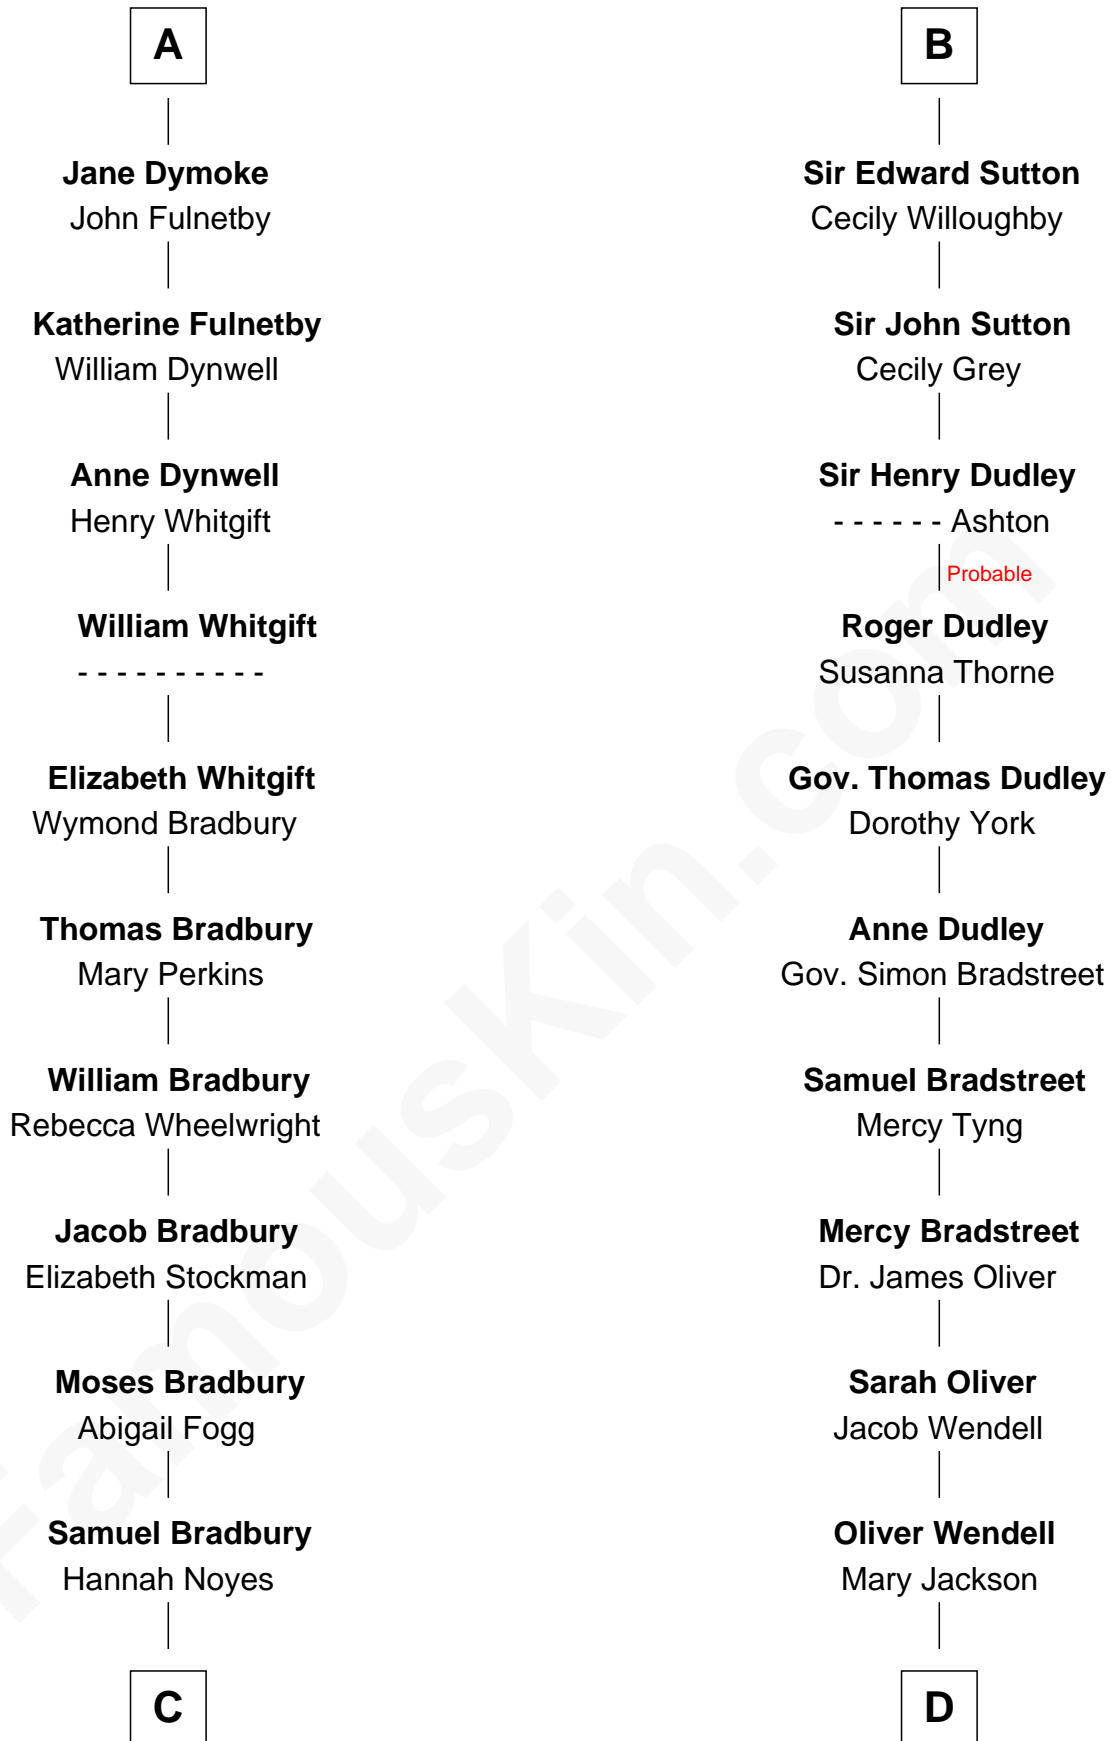 A
Jane Dymoke
John Fulnetby
Katherine Fulnetby
William Dynwell
Anne Dynwell
Henry Whitgift
William Whitgift
- - - - - - - - - -
Elizabeth Whitgift
Wymond Bradbury
Thomas Bradbury
Mary Perkins
William Bradbury
Rebecca Wheelwright
Jacob Bradbury
Elizabeth Stockman
Moses Bradbury
Abigail Fogg
Samuel Bradbury
Hannah Noyes
C
B
Sir Edward Sutton
Cecily Willoughby
Sir John Sutton
Cecily Grey
Sir Henry Dudley
- - - - - - Ashton
Probable
Roger Dudley
Susanna Thorne
Gov. Thomas Dudley
Dorothy York
Anne Dudley
Gov. Simon Bradstreet
Samuel Bradstreet
Mercy Tyng
Mercy Bradstreet
Dr. James Oliver
Sarah Oliver
Jacob Wendell
Oliver Wendell
Mary Jackson
D
FamousKin.com